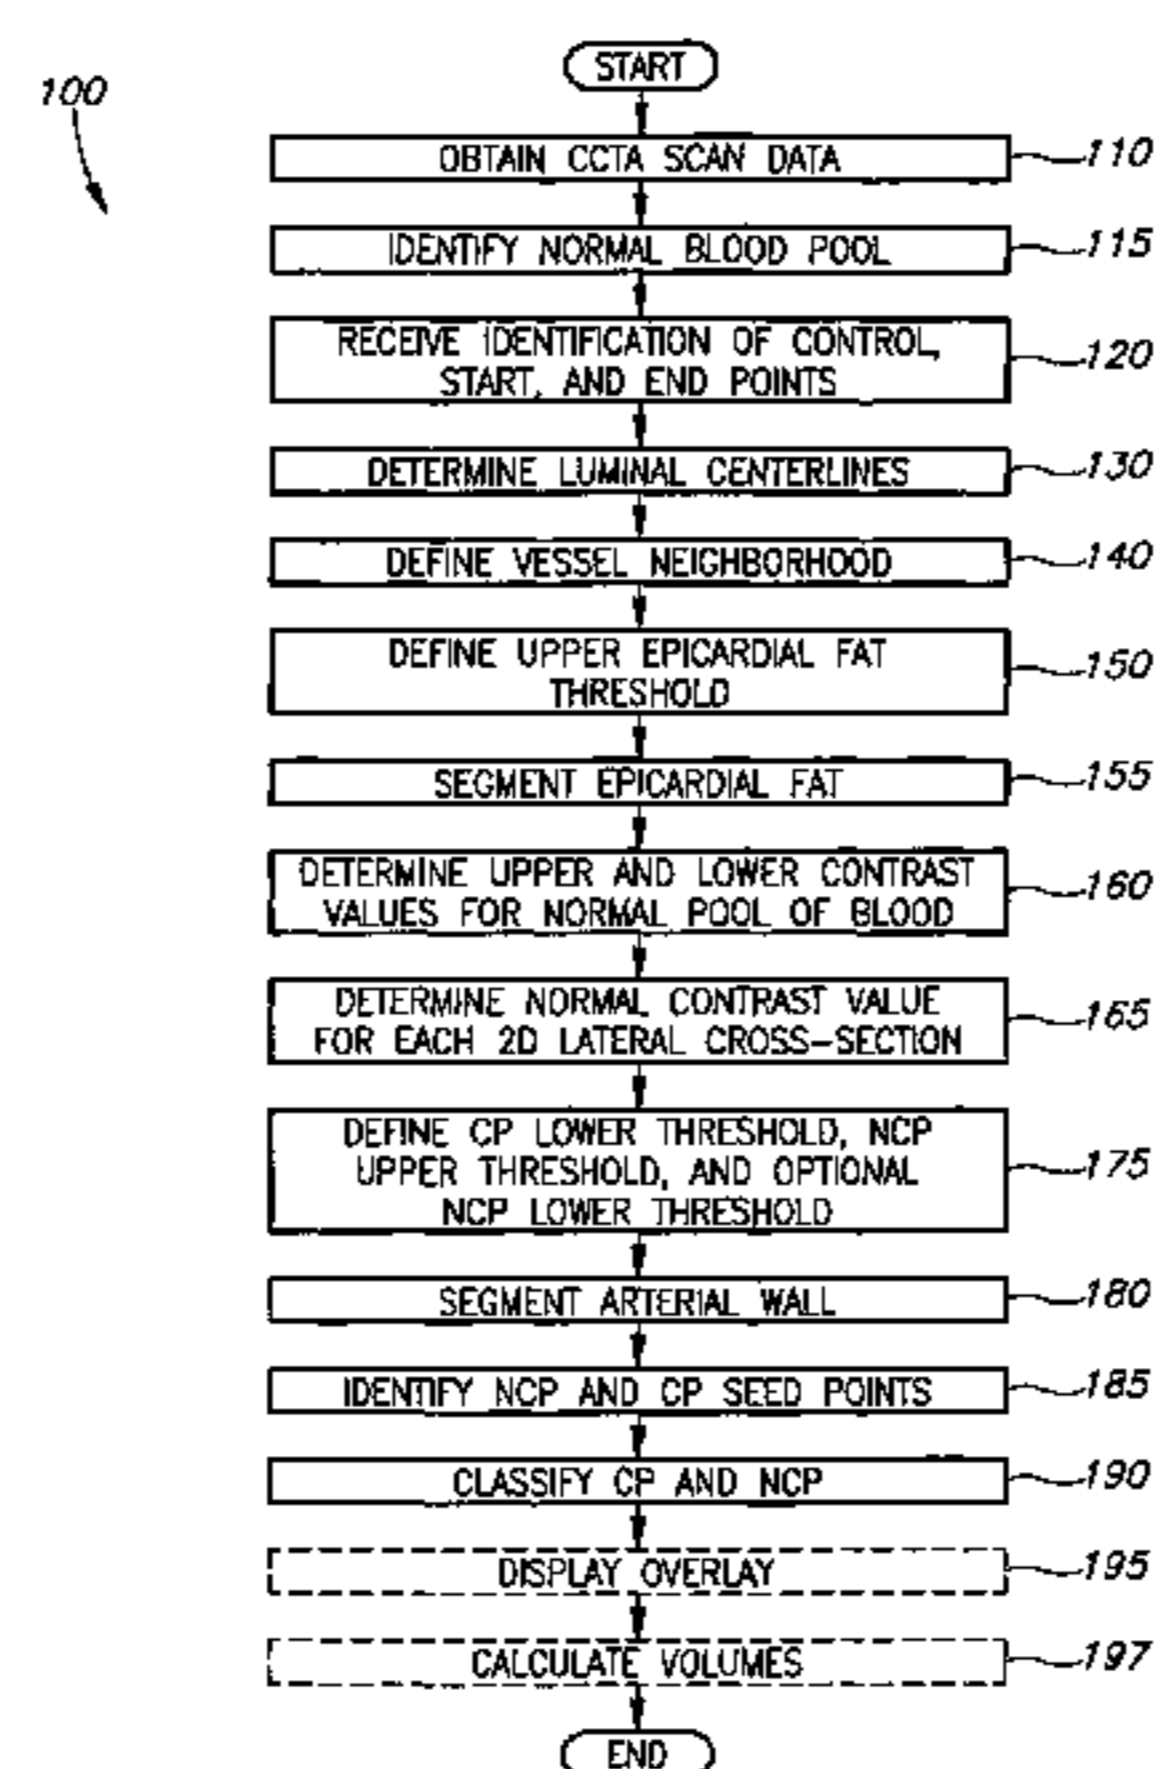 START
100
OBTAIN CCTA SCAN DATA
110
IDENTIFY NORMAL BLOOD POOL
115
RECEIVE IDENTIFICATION OF CONTROL,
START, AND END POINTS
120
DETERMINE LUMINAL CENTERLINES
130
DEFINE VESSEL NEIGHBORHOOD
140
DEFINE UPPER EPICARDIAL FAT
THRESHOLD
150
SEGMENT EPICARDIAL FAT
155
DETERMINE UPPER AND LOWER CONTRAST
VALUES FOR NORMAL POOL OF BLOOD
160
DETERMINE NORMAL CONTRAST VALUE
FOR EACH 2D LATERAL CROSS-SECTION
165
DEFINE CP LOWER THRESHOLD, NCP
UPPER THRESHOLD, AND OPTIONAL
NCP LOWER THRESHOLD
175
SEGMENT ARTERIAL WALL
180
IDENTIFY NCP AND CP SEED POINTS
185
CLASSIFY CP AND NCP
190
DISPLAY OVERLAY
195
CALCULATE VOLUMES
197
END